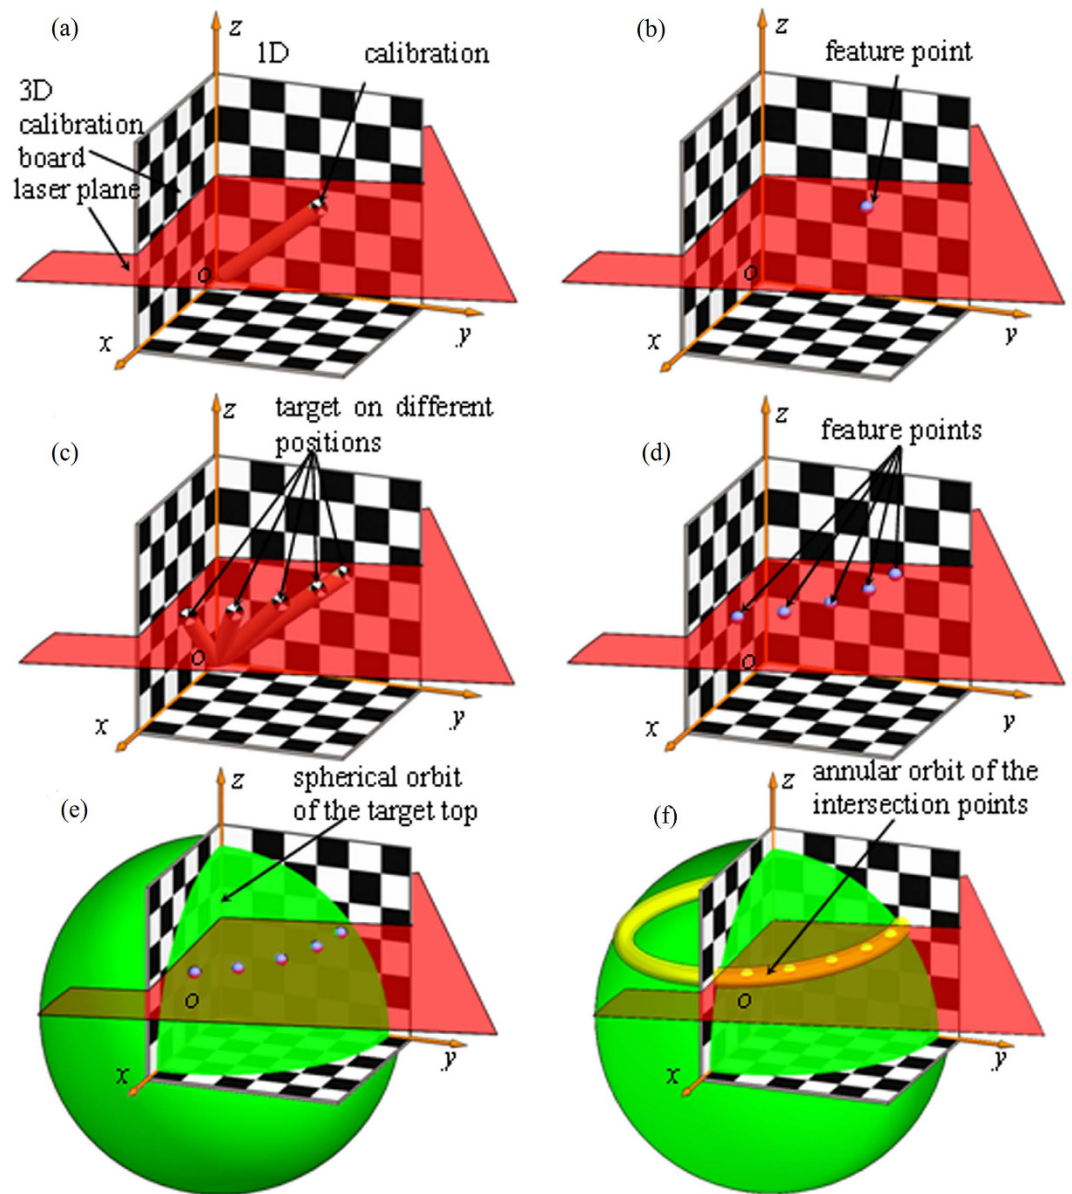 (a)
z
1D
calibration
3D
calibration
board
laser plane
o
x
y
(b)
z
feature point
o
x
y
(c)
z
target on different
positions
o
x
y
(d)
z
feature points
o
x
y
(e)
z
spherical orbit
of the target top
o
x
y
(f)
z
annular orbit of the
intersection points
o
x
y